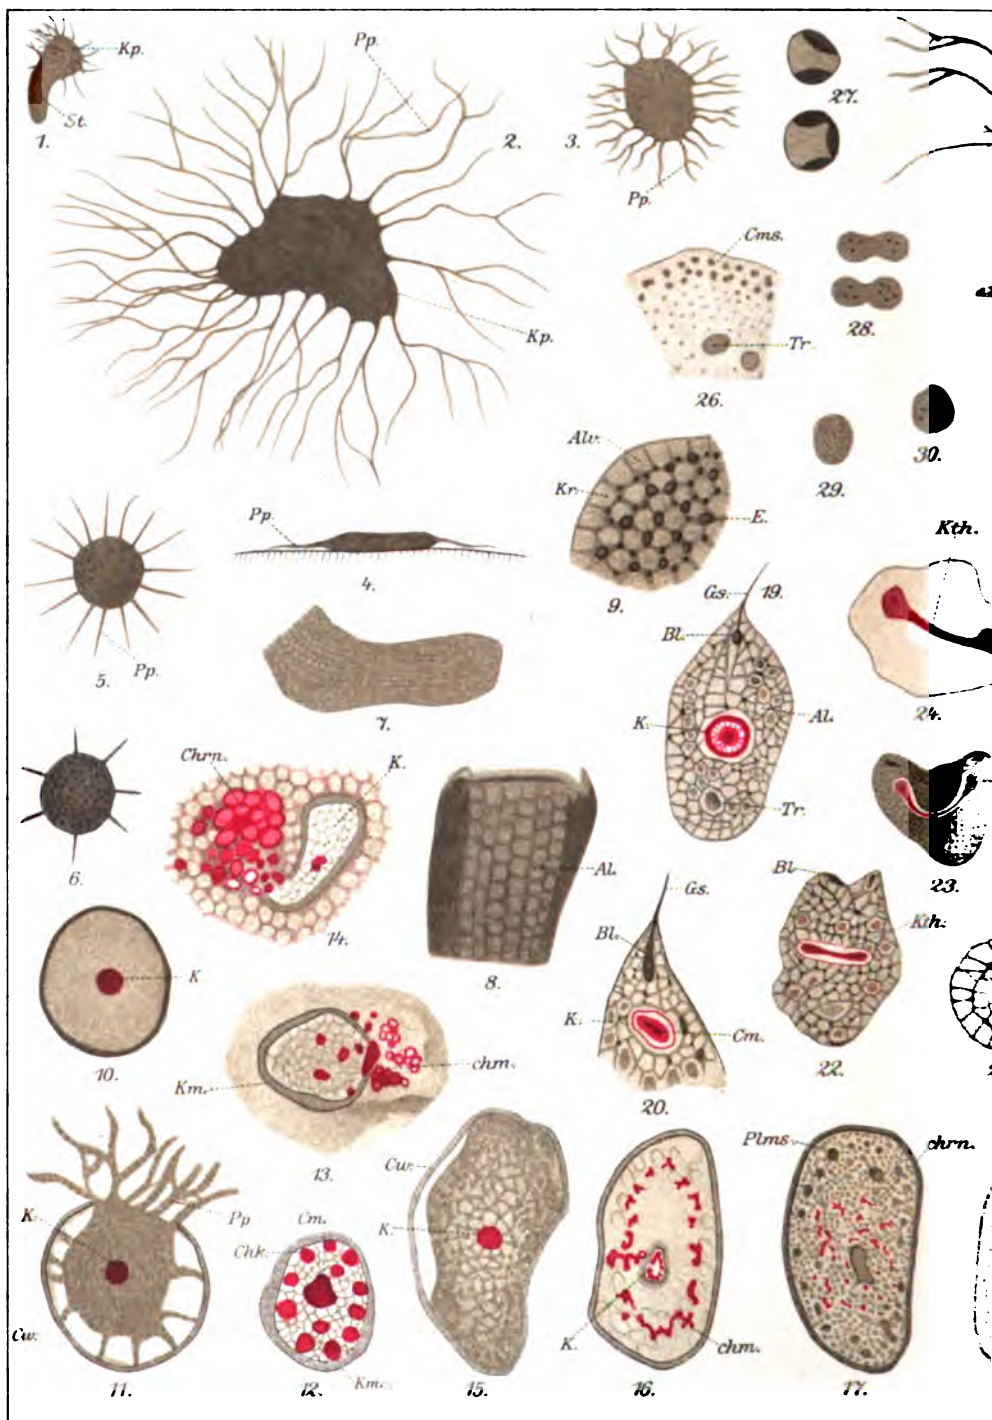 Kp.
St.
1.
Pp.
2.
Kp.
3.
Pp.
27.
Cms.
Tr.
26.
28.
29.
30.
Pp.
4.
5.
Pp.
Alv.
Kr.
E.
9.
7.
6.
Gs.
19.
Bl.
K.
Al.
Tr.
Kth.
24.
23.
Chrn.
K.
14.
Al.
8.
Gs.
Bl.
K.
Cm.
20.
Bl
Kth.
22.
K
10.
Km.
chm.
13.
K.
Pp
Cw.
11.
Cm.
Chk.
Km.
12.
Cw.
K.
15.
K.
chm.
16.
Plms
chrn.
17.